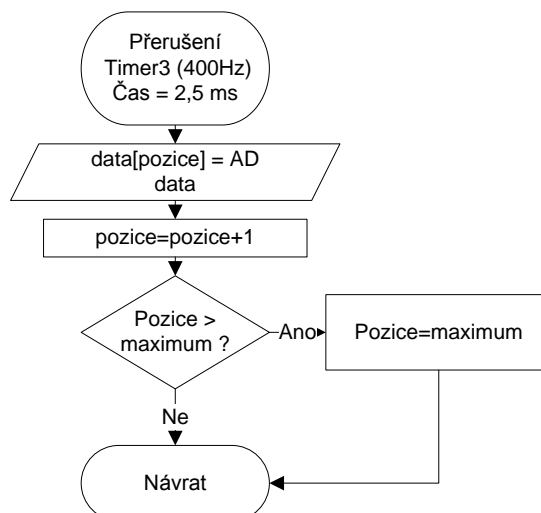 Přerušení
Timer3 (400Hz)
Čas = 2,5 ms
data[pozice] = AD
data
pozice=pozice+1
Pozice >
maximum ?
Ano
Pozice=maximum
Ne
Návrat